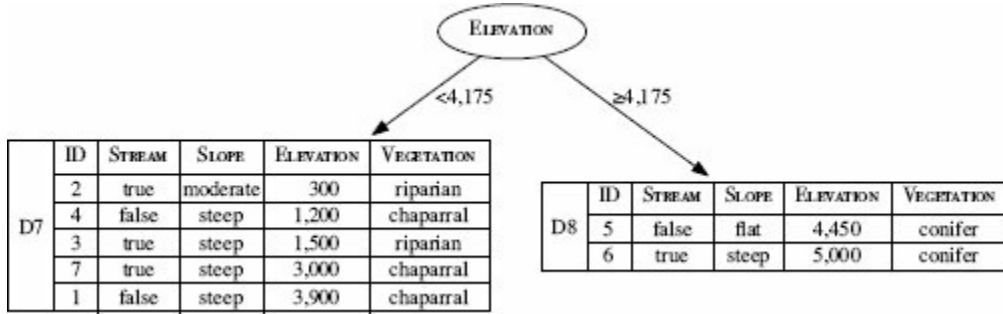 ELEVATION
<4,175
≥4,175
ID STREAM SLOPE ELEVATION VEGETATION
2 true moderate 300 riparian
4 false steep 1,200 chaparral
D7 3 true steep 1,500 riparian
7 true steep 3,000 chaparral
1 false steep 3,900 chaparral
ID STREAM SLOPE ELEVATION VEGETATION
D8 5 false flat 4,450 conifer
6 true steep 5,000 conifer